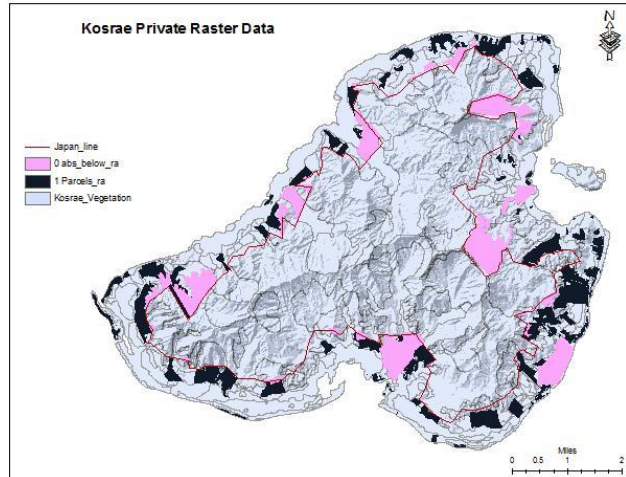 Kosrae Private Raster Data
N
Japan_line
0 abs_below_ra
1 Parcels_ra
Kosrae_Vegetation
Miles
0 0.5 1 2